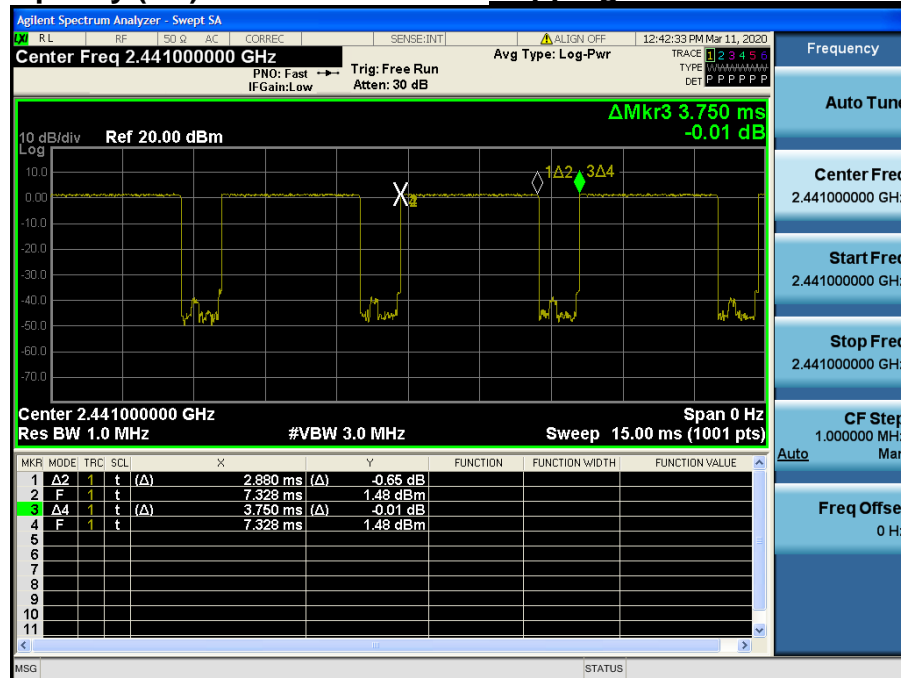 Agilent Spectrum Analyzer - Swept SA
LXI RL RF 50 Ω AC CORREC SENSE:INT ALIGN OFF 12:42:33 PM Mar 11, 2020
Center Freq 2.441000000 GHz
PNO: Fast
IFGain:Low
Trig: Free Run
Atten: 30 dB
Avg Type: Log-Pwr
TRACE 1 2 3 4 5 6
TYPE WWWWWW
DET P P P P P P
ΔMkr3 3.750 ms
-0.01 dB
10 dB/div Ref 20.00 dBm
Log
10.0
0.00
-10.0
-20.0
-30.0
-40.0
-50.0
-60.0
-70.0
X
1Δ2
3Δ4
Center 2.441000000 GHz Span 0 Hz
Res BW 1.0 MHz #VBW 3.0 MHz Sweep 15.00 ms (1001 pts)
MKR MODE TRC SCL X Y FUNCTION FUNCTION WIDTH FUNCTION VALUE
1 Δ2 1 t (Δ) 2.880 ms (Δ) -0.65 dB
2 F 1 t 7.328 ms 1.48 dBm
3 Δ4 1 t (Δ) 3.750 ms (Δ) -0.01 dB
4 F 1 t 7.328 ms 1.48 dBm
5
6
7
8
9
10
11
MSG STATUS
Frequency
Auto Tune
Center Freq
2.441000000 GHz
Start Freq
2.441000000 GHz
Stop Freq
2.441000000 GHz
CF Step
1.000000 MHz
Auto Man
Freq Offse
0 Hz